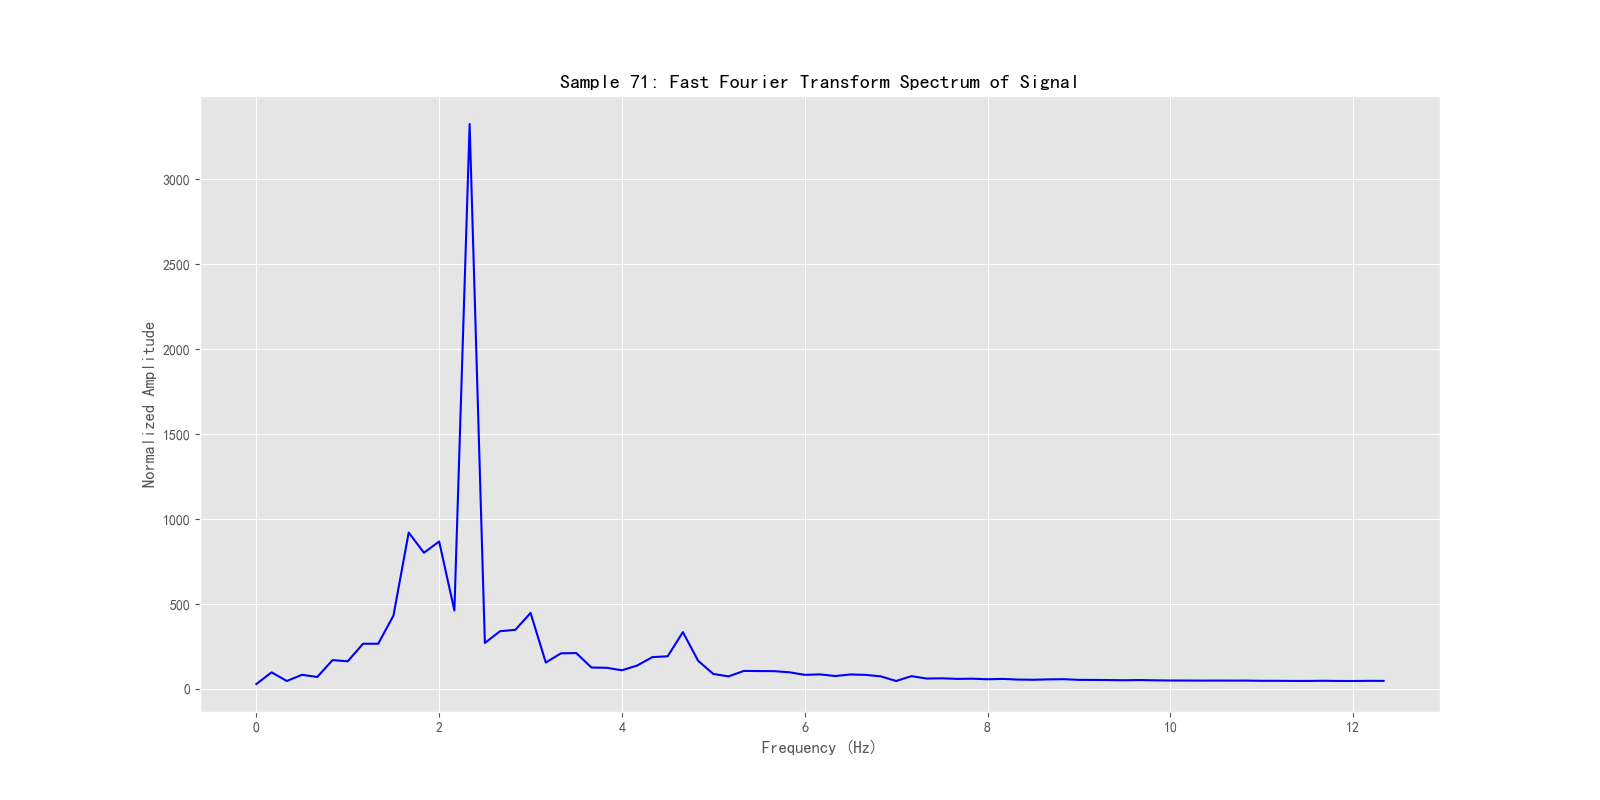 Sample 71: Fast Fourier Transform Spectrum of Signal
Normalized Amplitude
3000
2500
2000
1500
1000
500
0
0 2 4 6 8 10 12
Frequency (Hz)